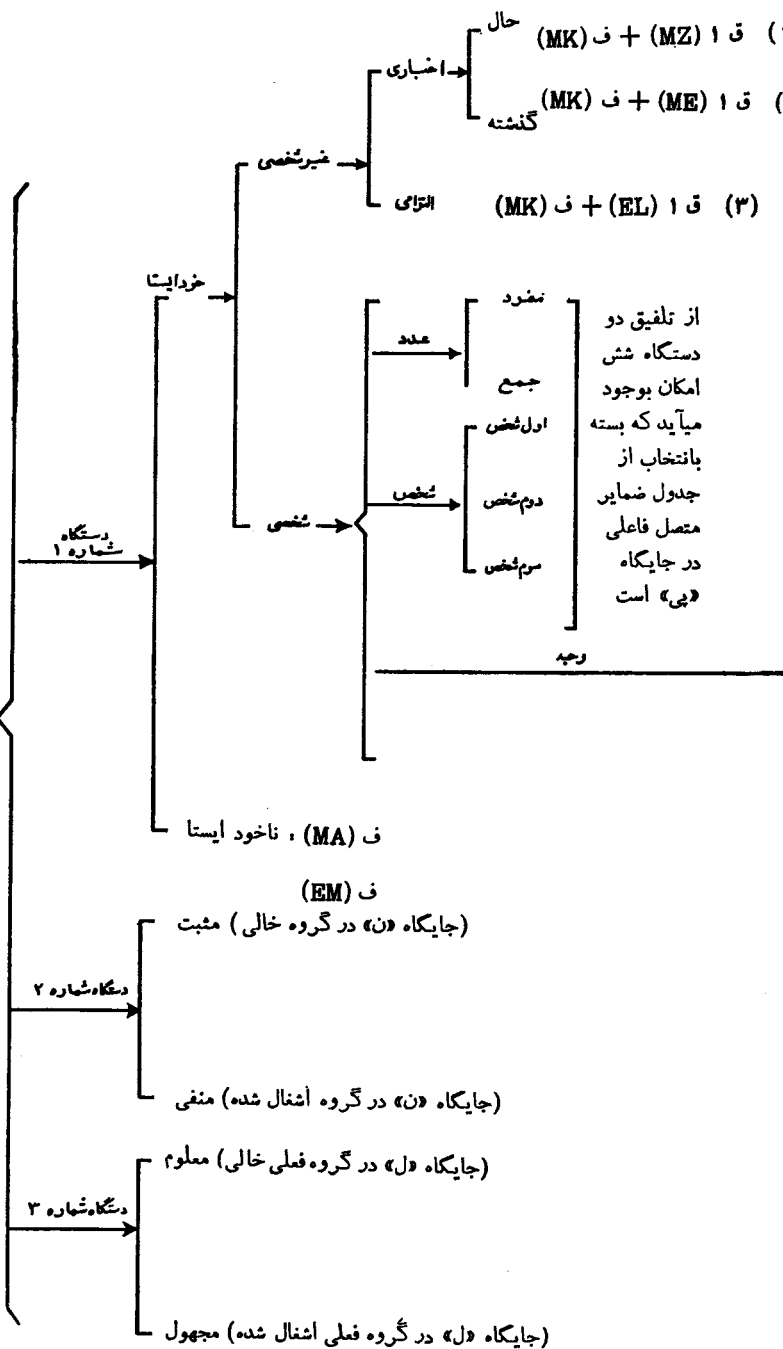 حال ق ۱ (MZ) + ف (MK)
اخباری
گذشته ق ۱ (ME) + ف (MK)
غیرشخصی
التزامی (۳) ق ۱ (EL) + ف (MK)
خودایستا
مفرد
عدد
جمع
اول‌شخص
شخص
دوم‌شخص
شخصی
سوم‌شخص
از تلفیق دو
دستگاه شش
امکان بوجود
میآید که بسته
بانتخاب از
جدول ضمایر
متصل فاعلی
در جایگاه
«پی» است
دستگاه
شماره ۱
وجه
ناخود ایستا : ف (MA)
ف (EM)
مثبت (جایگاه «ن» در گروه خالی)
دستگاه شماره ۲
منفی (جایگاه «ن» در گروه اشغال شده)
معلوم (جایگاه «ل» در گروه فعلی خالی)
دستگاه شماره ۳
مجهول (جایگاه «ل» در گروه فعلی اشغال شده)